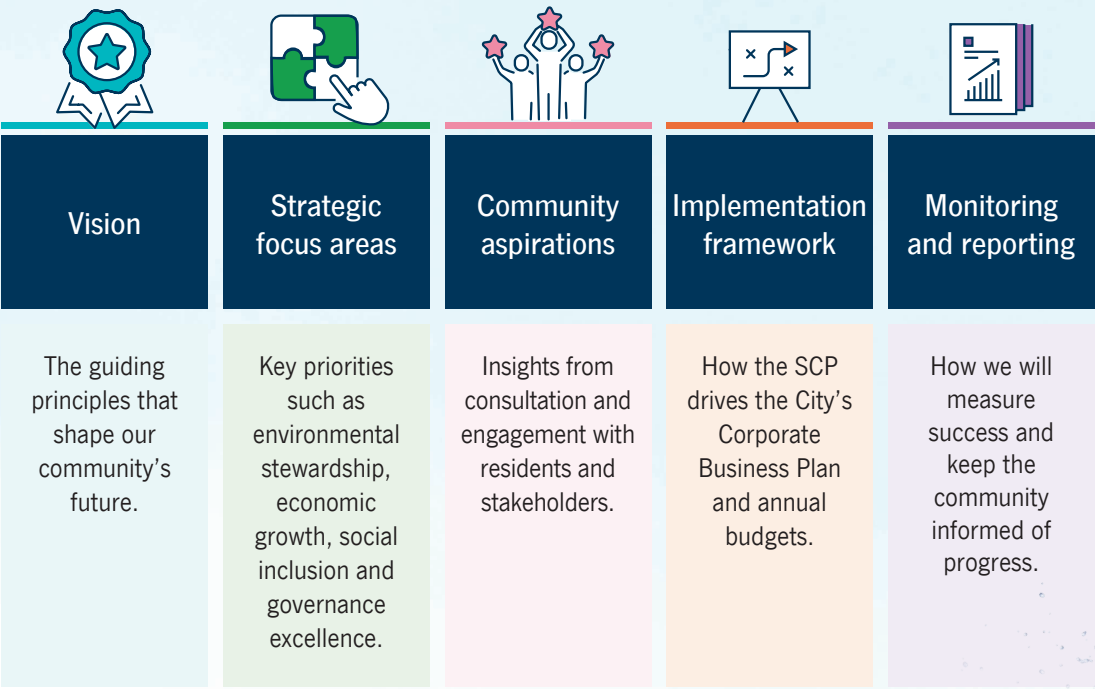 Vision
The guiding
principles that
shape our
community’s
future.
Strategic
focus areas
Key priorities
such as
environmental
stewardship,
economic
growth, social
inclusion and
governance
excellence.
Community
aspirations
Insights from
consultation and
engagement with
residents and
stakeholders.
Implementation
framework
How the SCP
drives the City’s
Corporate
Business Plan
and annual
budgets.
Monitoring
and reporting
How we will
measure
success and
keep the
community
informed of
progress.